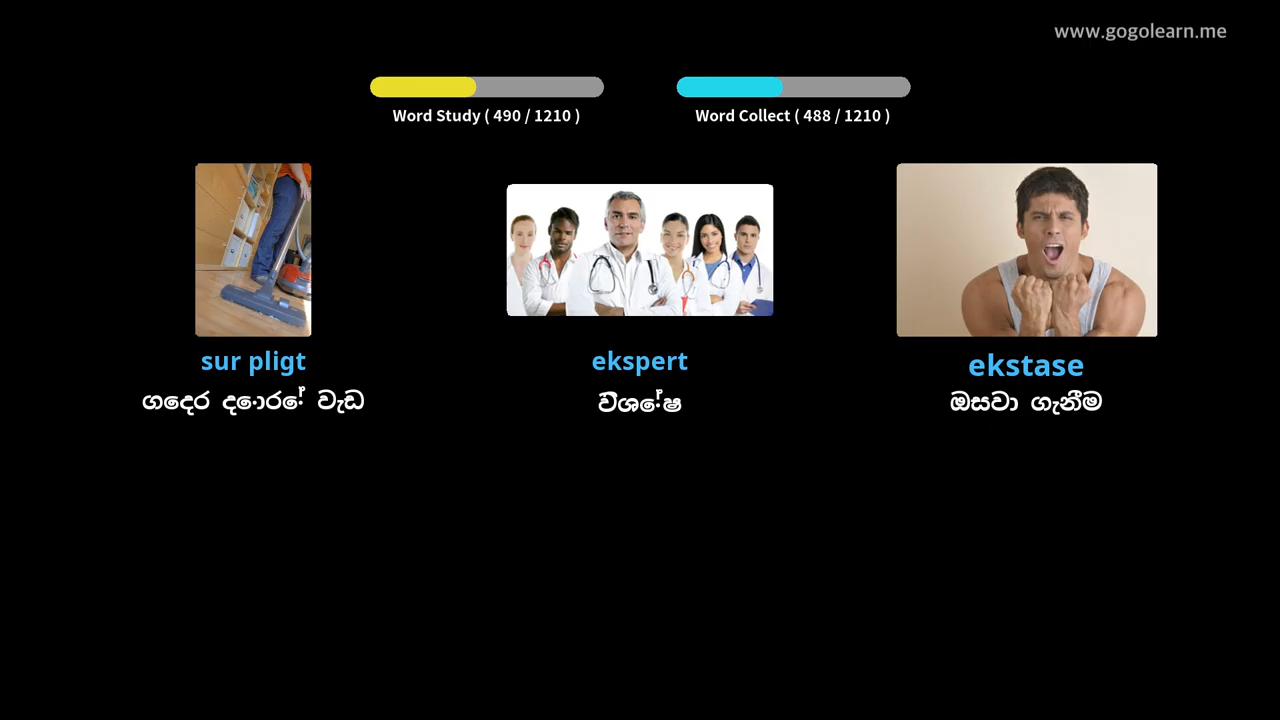 www.gogolearn.me
Word Study ( 490 / 1210 )
Word Collect ( 488 / 1210 )
sur pligt
ekspert
ekstase
ගෙදර දොරේ වැඩ
විශේෂ
ඔසවා ගැනීම